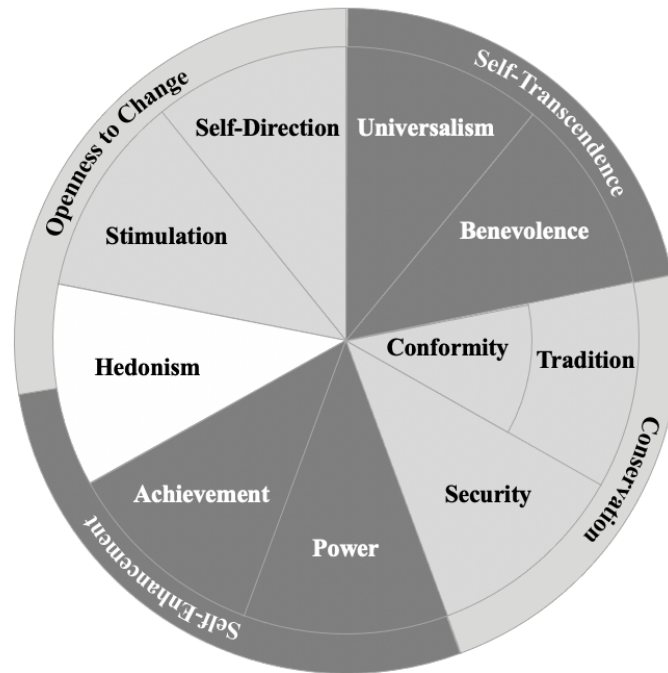 Openness to Change
Self-Transcendence
Self-Direction
Universalism
Stimulation
Benevolence
Hedonism
Conformity
Tradition
Achievement
Security
Power
Conservation
Self-Enhancement